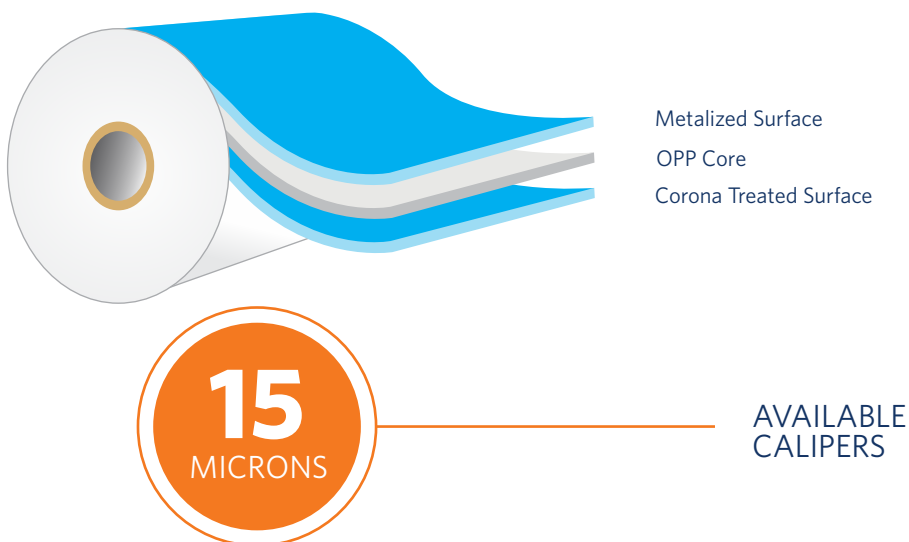 Metalized Surface
OPP Core
Corona Treated Surface
15
MICRONS
AVAILABLE
CALIPERS